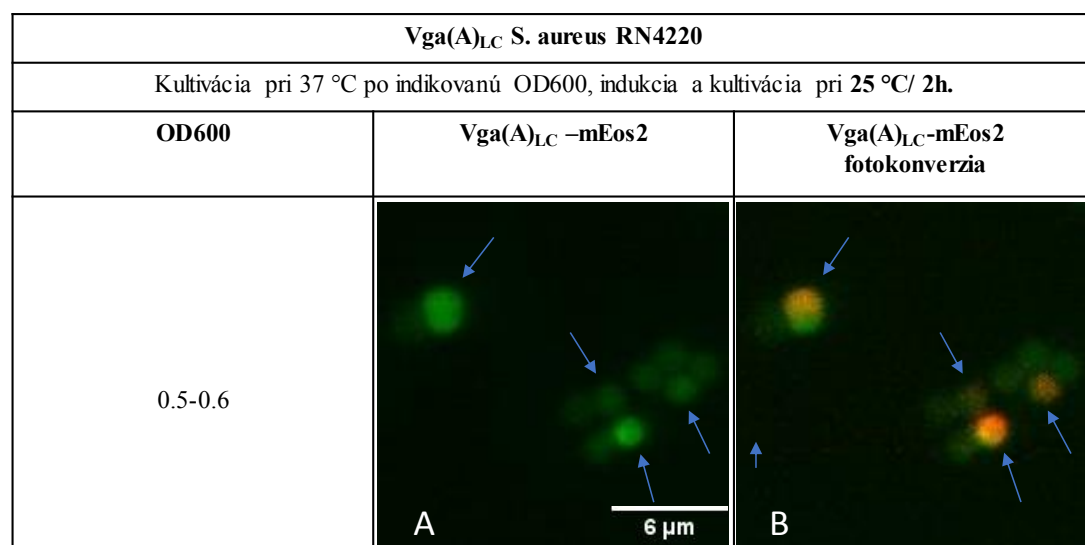 Vga(A)LC S. aureus RN4220
Kultivácia pri 37 °C po indikovanú OD600, indukcia a kultivácia pri 25 °C/ 2h.
OD600
Vga(A)LC –mEos2
Vga(A)LC-mEos2
fotokonverzia
0.5-0.6
A
6 µm
B